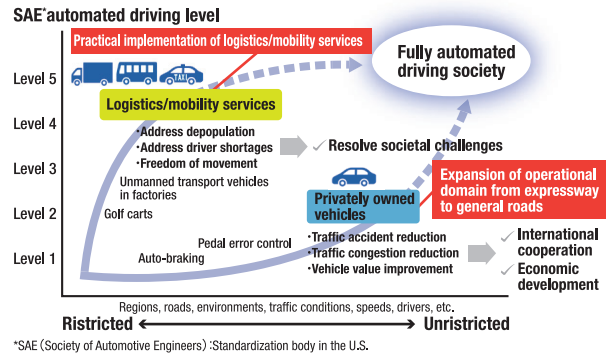 SAE*automated driving level
Practical implementation of logistics/mobility services
Fully automated
driving society
Level 5
TAXI
Logistics/mobility services
Level 4
・Address depopulation
・Address driver shortages
・Freedom of movement
✓ Resolve societal challenges
Level 3
Unmanned transport vehicles
in factories
Expansion of operational
domain from expressway
to general roads
Privately owned
vehicles
Level 2
Golf carts
Pedal error control
Auto-braking
Level 1
・Traffic accident reduction
・Traffic congestion reduction
・Vehicle value improvement
✓ International
cooperation
✓ Economic
development
Regions, roads, environments, traffic conditions, speeds, drivers, etc.
Ristricted
Unristricted
*SAE (Society of Automotive Engineers) :Standardization body in the U.S.